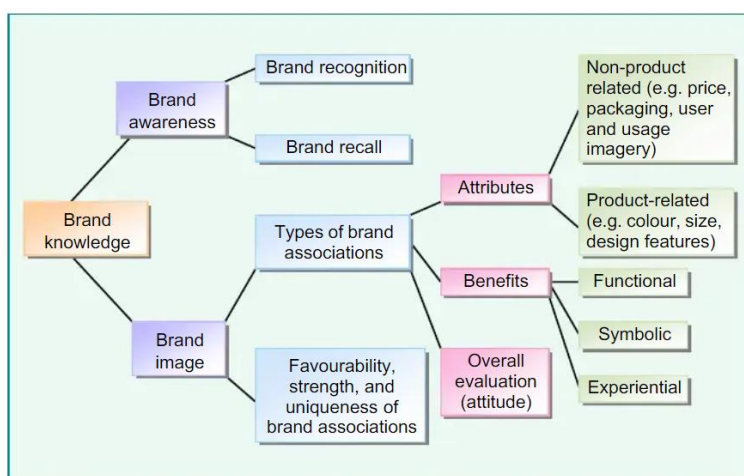 Brand
knowledge
Brand
awareness
Brand recognition
Brand recall
Brand
image
Types of brand
associations
Favourability,
strength, and
uniqueness of
brand associations
Attributes
Non-product
related (e.g. price,
packaging, user
and usage
imagery)
Product-related
(e.g. colour, size,
design features)
Benefits
Functional
Symbolic
Experiential
Overall
evaluation
(attitude)